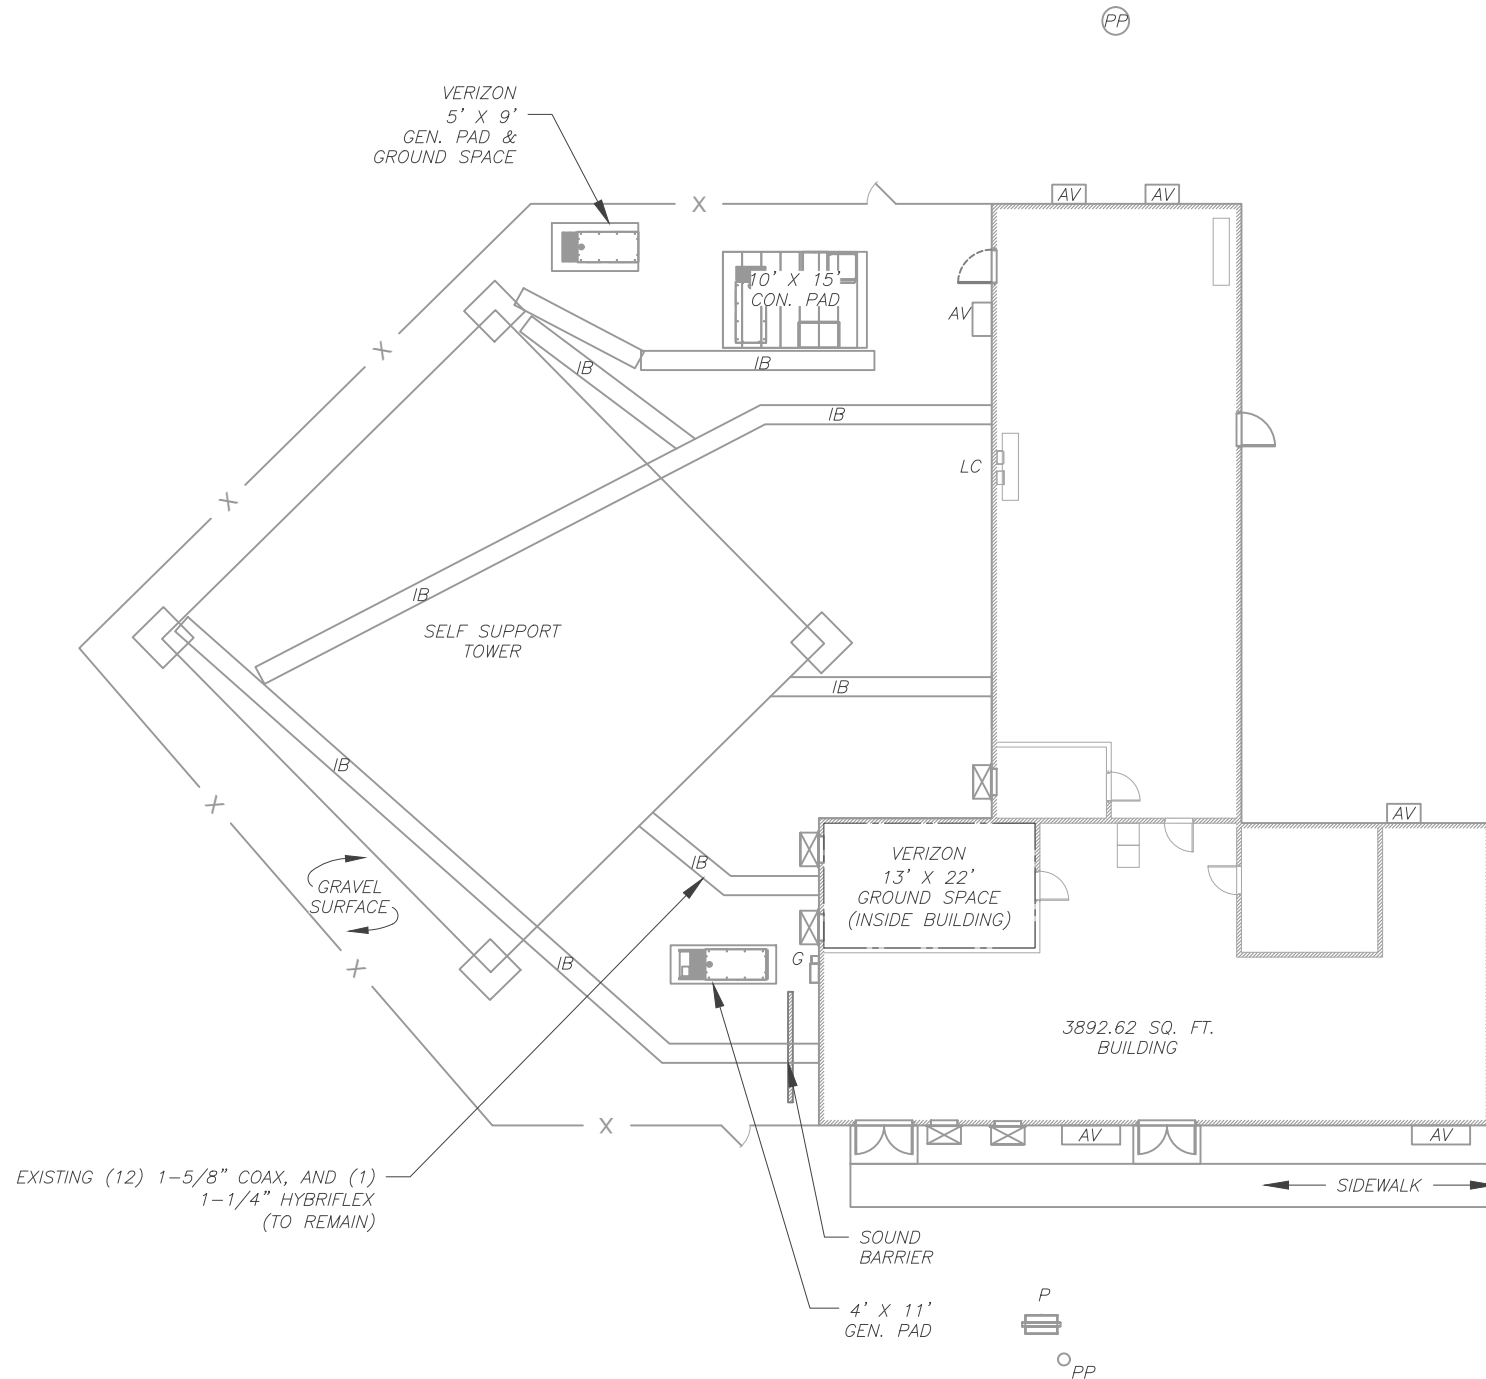 PP
VERIZON
5' X 9'
GEN. PAD &
GROUND SPACE
AV
AV
X
10' X 15'
CON. PAD
AV
X
IB
IB
IB
LC
X
IB
SELF SUPPORT
TOWER
IB
IB
X
AV
IB
VERIZON
13' X 22'
GROUND SPACE
(INSIDE BUILDING)
GRAVEL
SURFACE
G
IB
X
3892.62 SQ. FT.
BUILDING
X
AV
AV
EXISTING (12) 1-5/8" COAX, AND (1)
1-1/4" HYBRIFLEX
(TO REMAIN)
SIDEWALK
SOUND
BARRIER
4' X 11'
GEN. PAD
P
PP